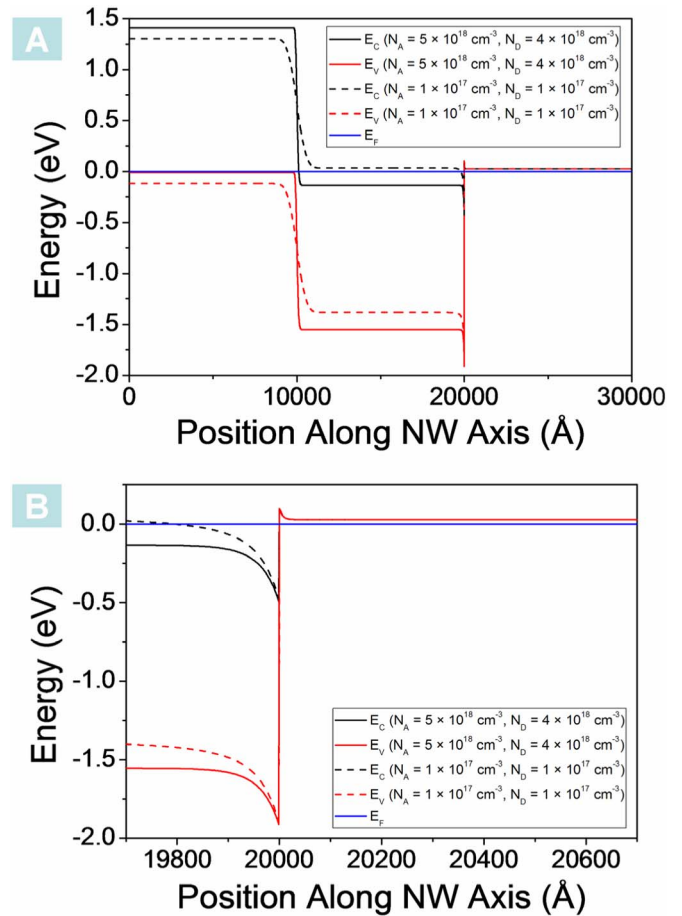 A
1.5
1.0
0.5
0.0
-0.5
-1.0
-1.5
-2.0
Energy (eV)
E_C (N_A = 5 × 10^18 cm^-3, N_D = 4 × 10^18 cm^-3)
E_V (N_A = 5 × 10^18 cm^-3, N_D = 4 × 10^18 cm^-3)
E_C (N_A = 1 × 10^17 cm^-3, N_D = 1 × 10^17 cm^-3)
E_V (N_A = 1 × 10^17 cm^-3, N_D = 1 × 10^17 cm^-3)
E_F
0 10000 20000 30000
Position Along NW Axis (Å)
B
0.0
-0.5
-1.0
-1.5
-2.0
Energy (eV)
E_C (N_A = 5 × 10^18 cm^-3, N_D = 4 × 10^18 cm^-3)
E_V (N_A = 5 × 10^18 cm^-3, N_D = 4 × 10^18 cm^-3)
E_C (N_A = 1 × 10^17 cm^-3, N_D = 1 × 10^17 cm^-3)
E_V (N_A = 1 × 10^17 cm^-3, N_D = 1 × 10^17 cm^-3)
E_F
19800 20000 20200 20400 20600
Position Along NW Axis (Å)